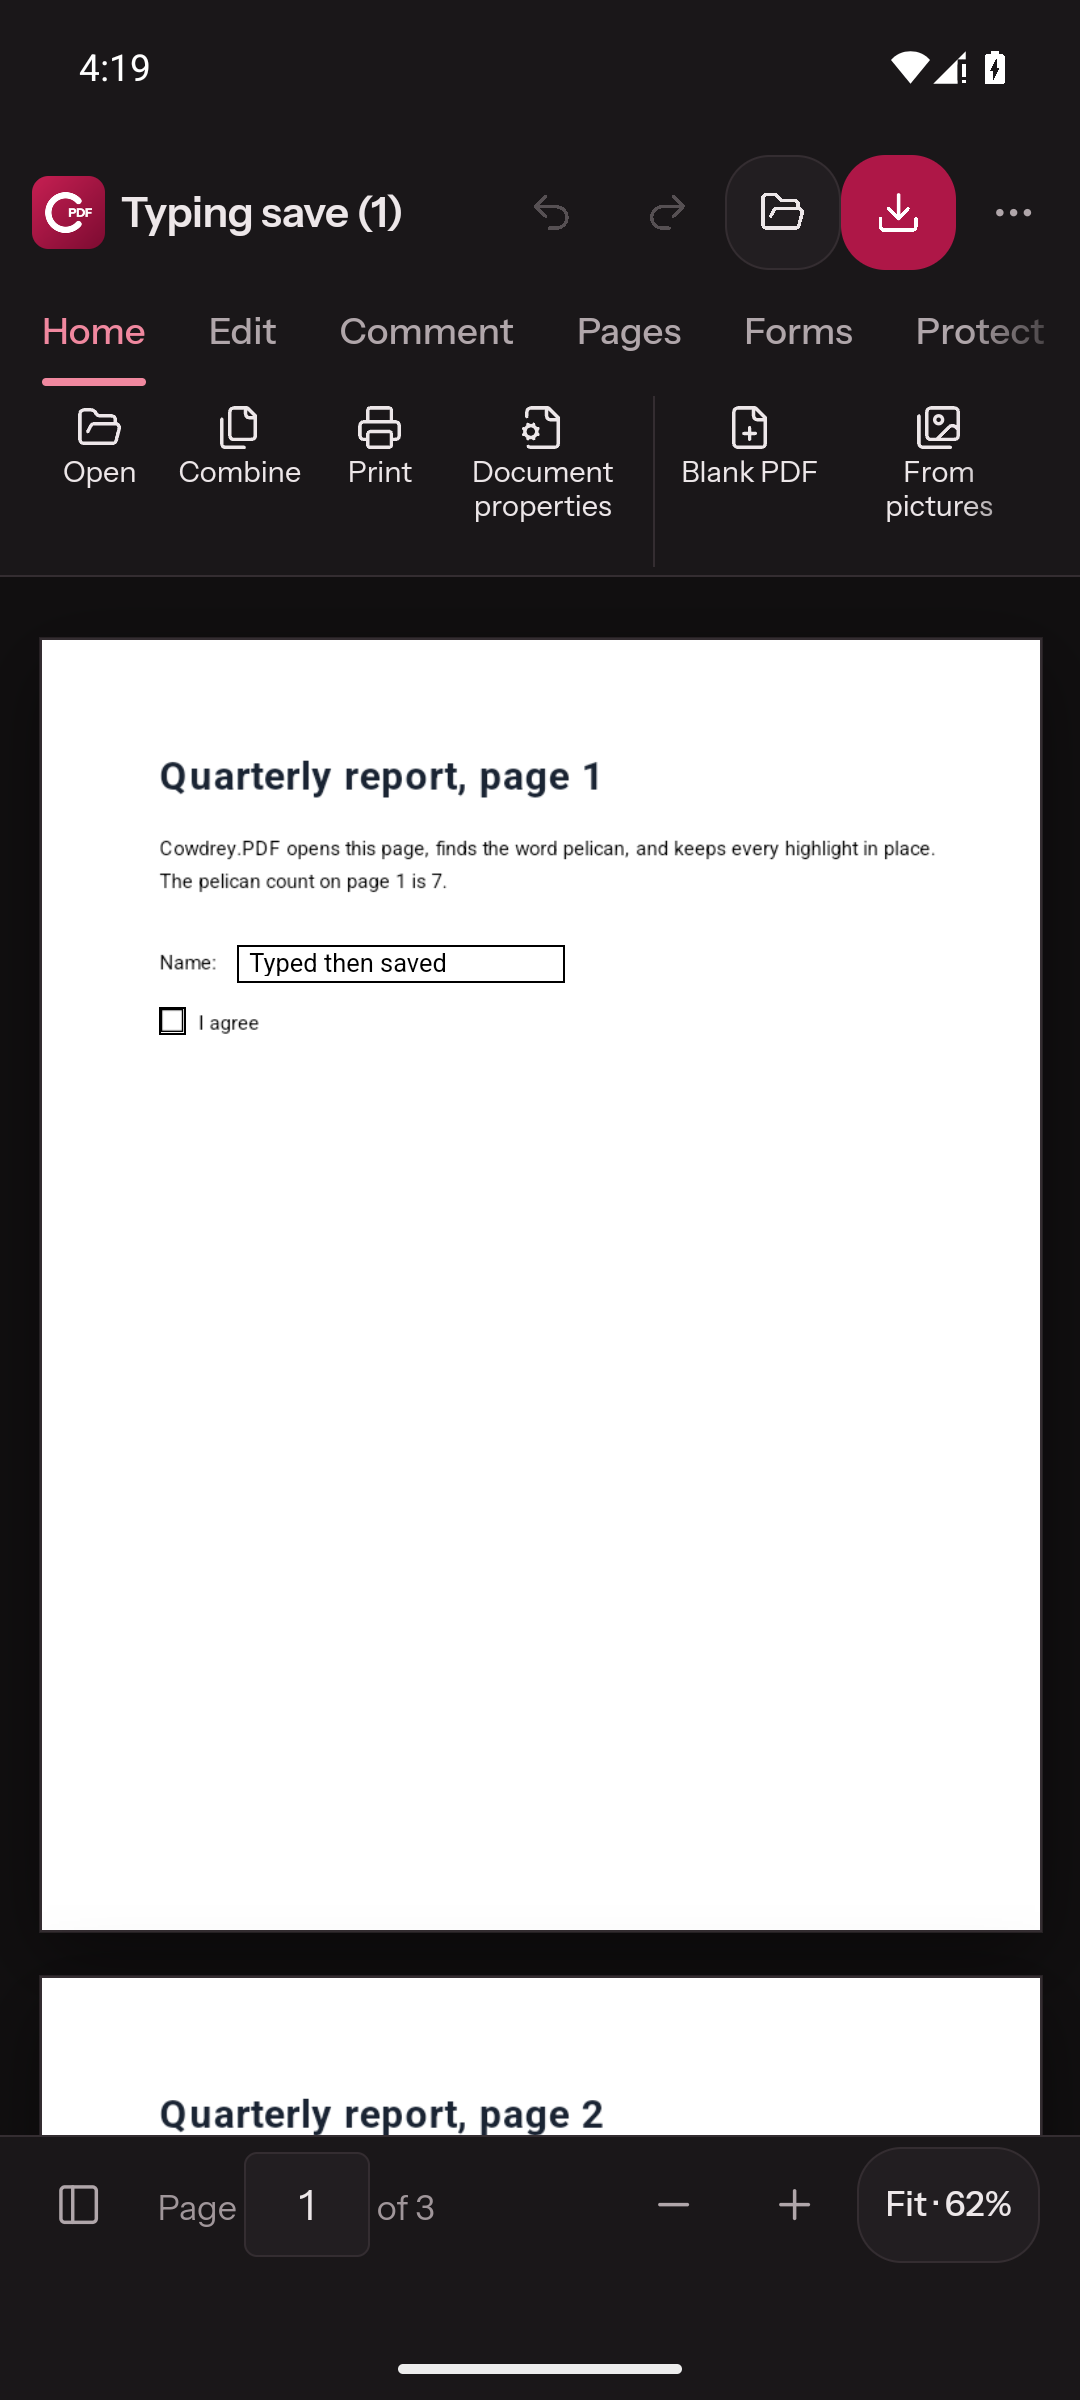 4:19
PDF
Typing save (1)
Home Edit Comment Pages Forms Protect
Open Combine Print Document properties Blank PDF From pictures
Quarterly report, page 1
Cowdrey.PDF opens this page, finds the word pelican, and keeps every highlight in place.
The pelican count on page 1 is 7.
Name: Typed then saved
I agree
Quarterly report, page 2
Page 1 of 3 Fit · 62%